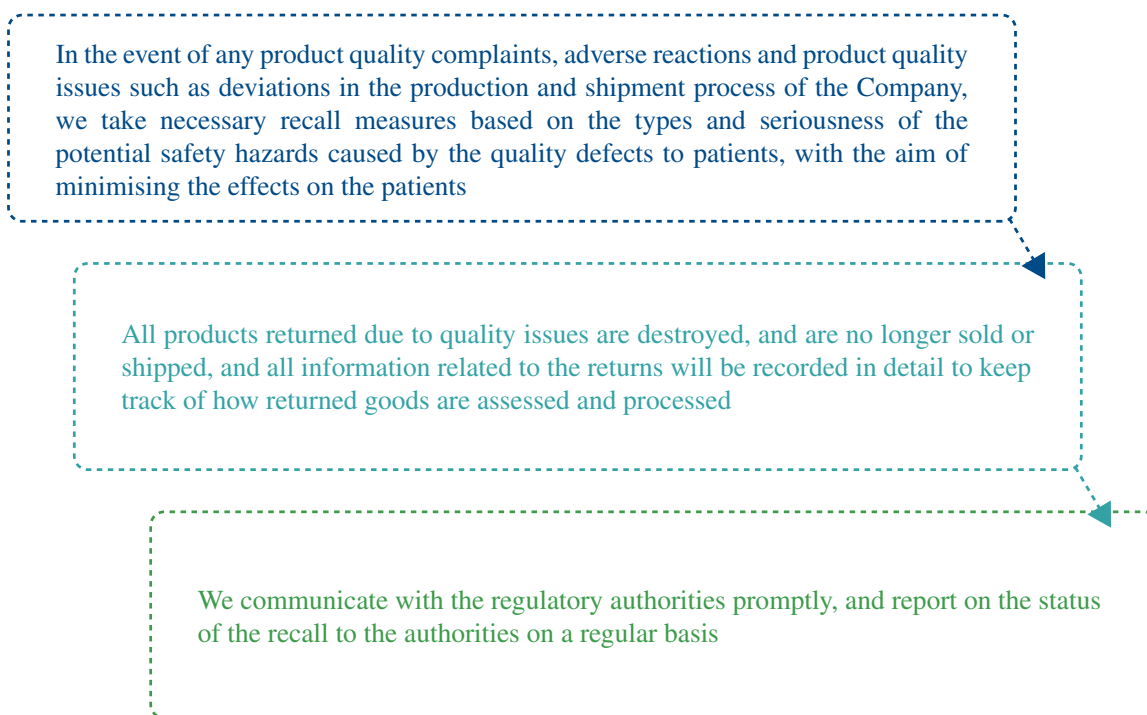 In the event of any product quality complaints, adverse reactions and product quality
issues such as deviations in the production and shipment process of the Company,
we take necessary recall measures based on the types and seriousness of the
potential safety hazards caused by the quality defects to patients, with the aim of
minimising the effects on the patients
All products returned due to quality issues are destroyed, and are no longer sold or
shipped, and all information related to the returns will be recorded in detail to keep
track of how returned goods are assessed and processed
We communicate with the regulatory authorities promptly, and report on the status
of the recall to the authorities on a regular basis